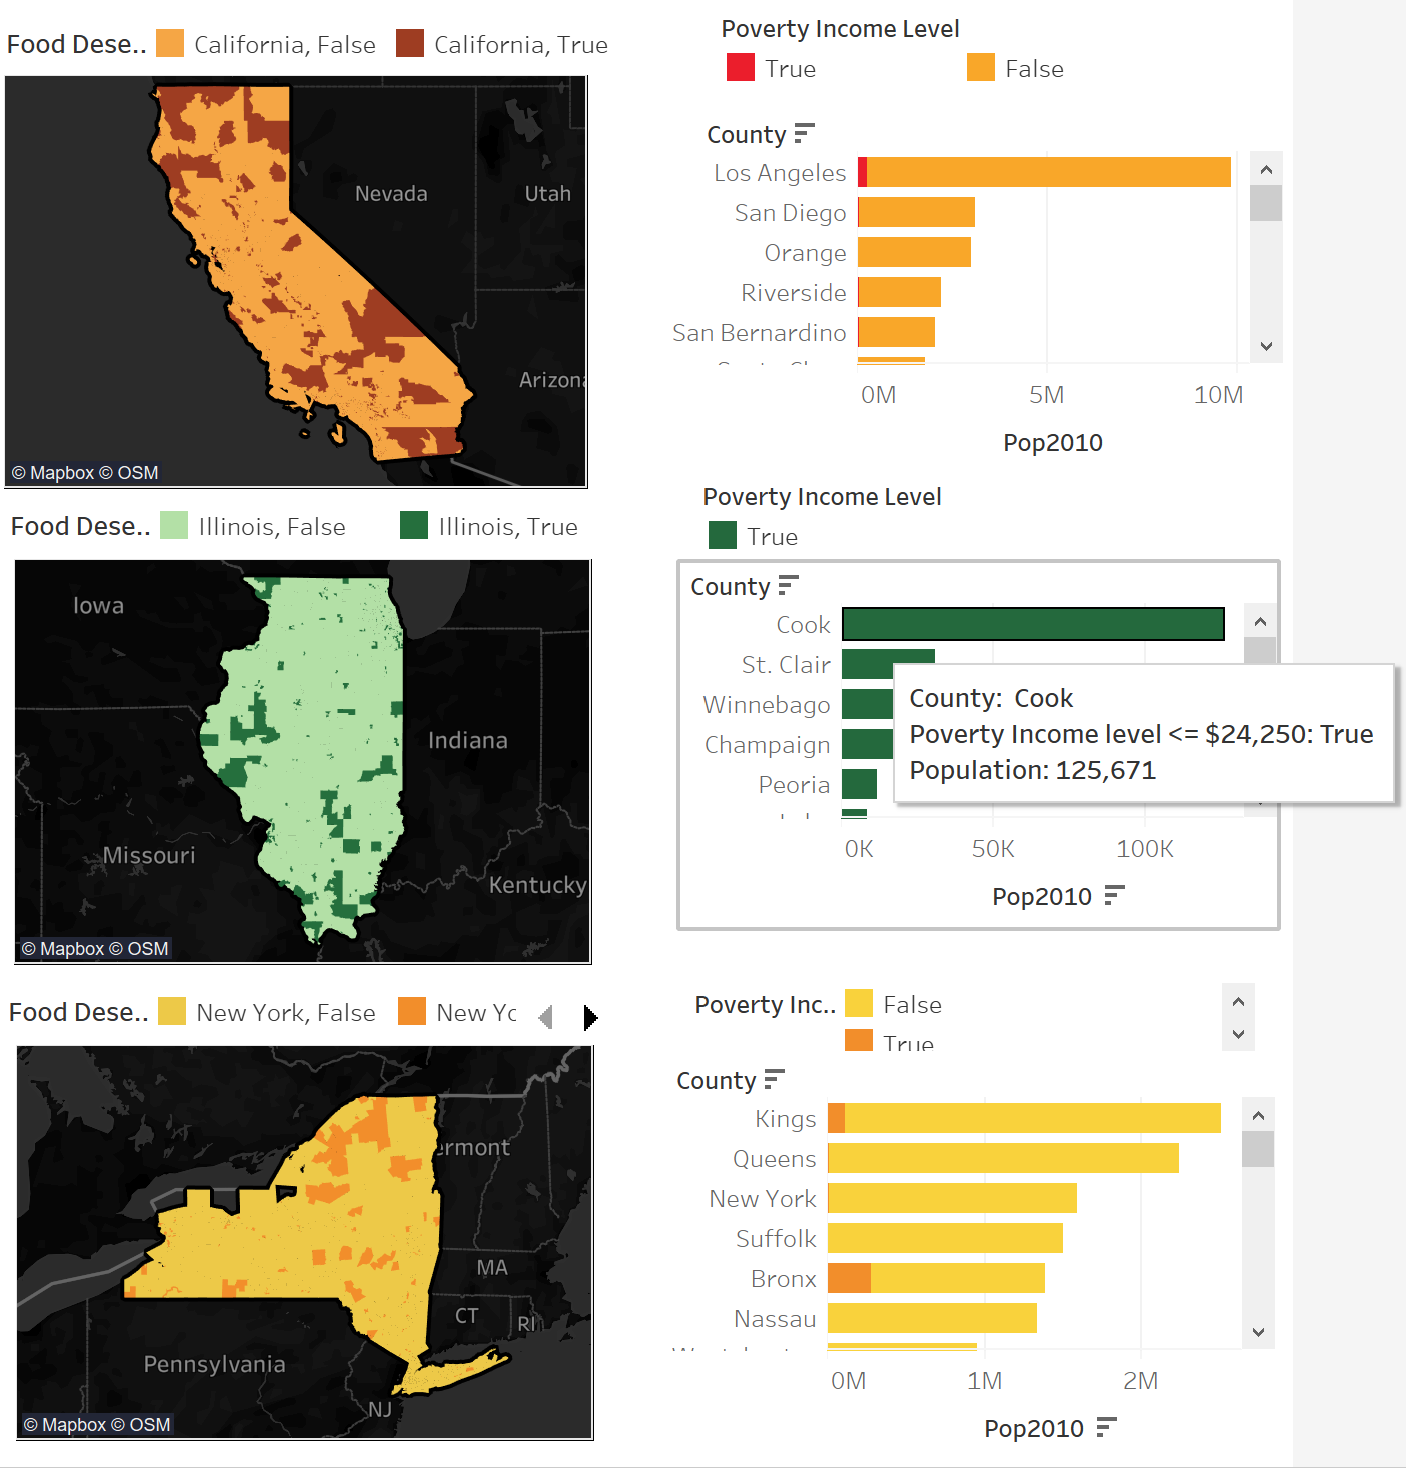 Food Dese.. California, False California, True
Nevada
Utah
Arizona
© Mapbox © OSM
Poverty Income Level
True False
County
Los Angeles
San Diego
Orange
Riverside
San Bernardino
0M 5M 10M
Pop2010
Food Dese.. Illinois, False Illinois, True
Iowa
Indiana
Missouri
Kentucky
© Mapbox © OSM
Poverty Income Level
True
County
Cook
St. Clair
Winnebago
Champaign
Peoria
County: Cook
Poverty Income level <= $24,250: True
Population: 125,671
0K 50K 100K
Pop2010
Food Dese.. New York, False New Yc
ermont
MA
CT RI
Pennsylvania
NJ
© Mapbox © OSM
Poverty Inc.. False
True
County
Kings
Queens
New York
Suffolk
Bronx
Nassau
0M 1M 2M
Pop2010